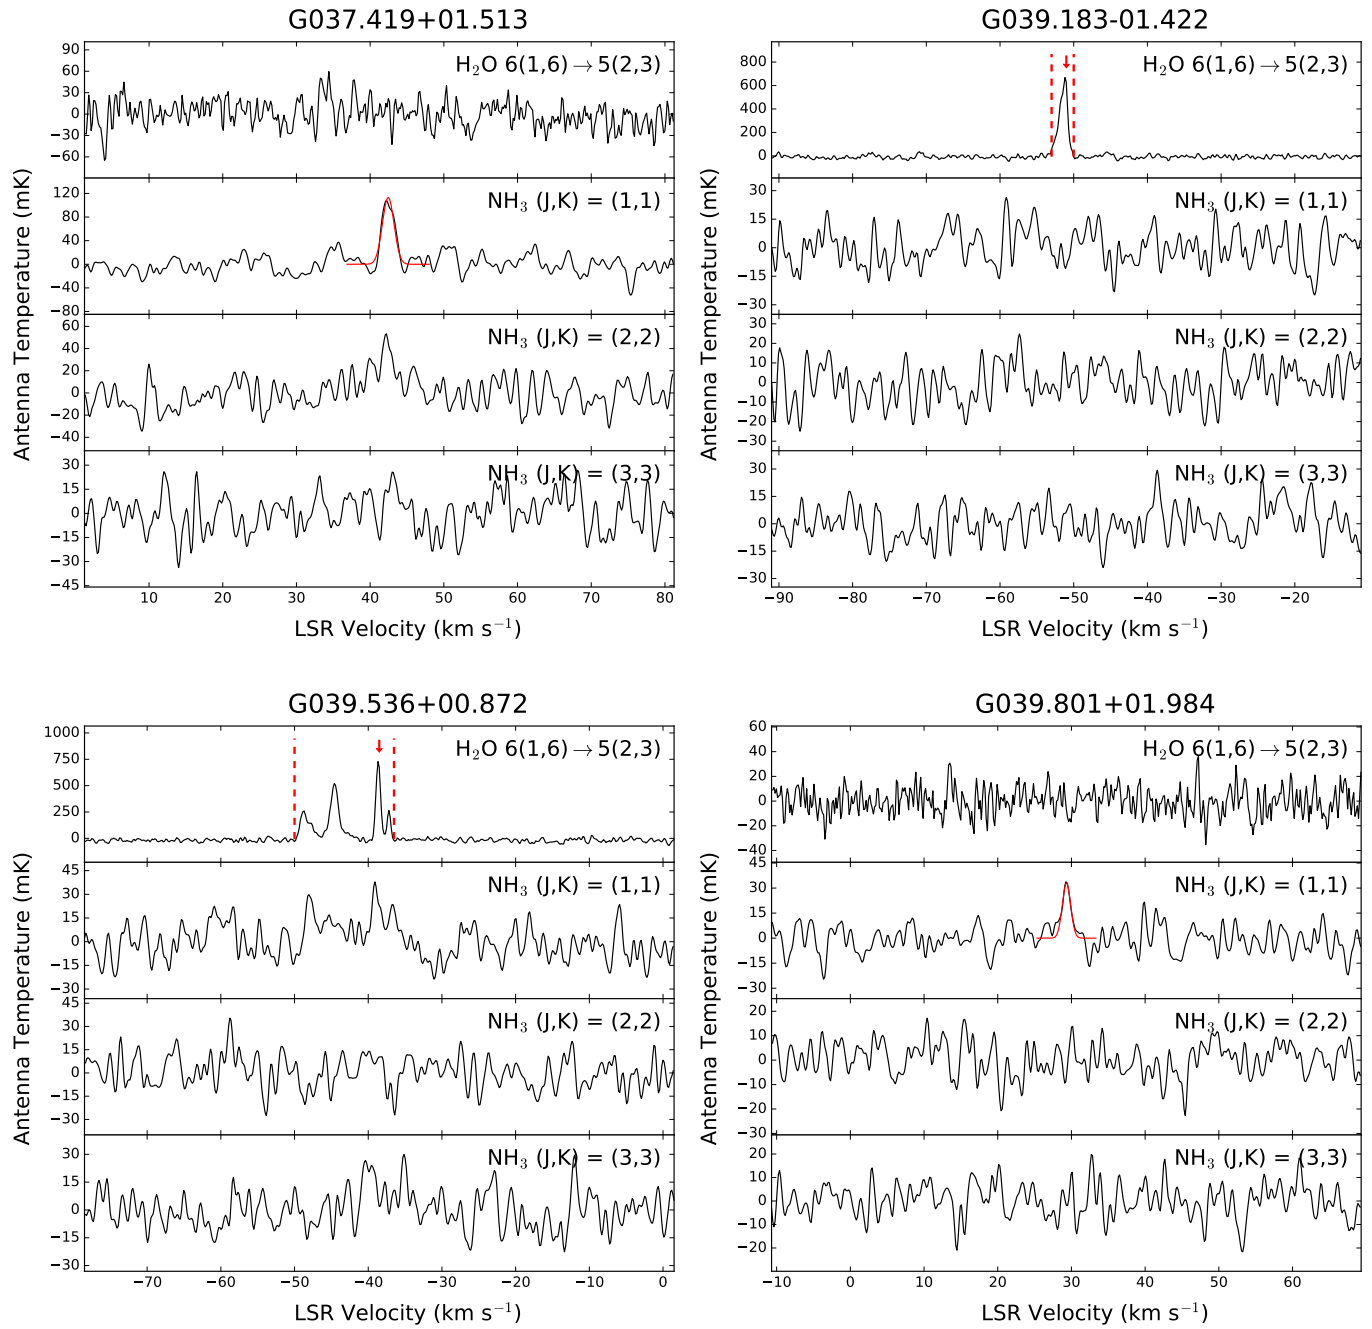 G037.419+01.513
H₂O 6(1,6)→5(2,3)
90
60
30
0
−30
−60
NH₃ (J,K) = (1,1)
120
80
40
0
−40
−80
NH₃ (J,K) = (2,2)
60
40
20
0
−20
−40
NH₃ (J,K) = (3,3)
30
15
0
−15
−30
−45
10 20 30 40 50 60 70 80
Antenna Temperature (mK)
LSR Velocity (km s⁻¹)
G039.183-01.422
H₂O 6(1,6)→5(2,3)
800
600
400
200
0
NH₃ (J,K) = (1,1)
30
15
0
−15
−30
NH₃ (J,K) = (2,2)
30
20
10
0
−10
−20
−30
NH₃ (J,K) = (3,3)
30
15
0
−15
−30
−90 −80 −70 −60 −50 −40 −30 −20
Antenna Temperature (mK)
LSR Velocity (km s⁻¹)
G039.536+00.872
H₂O 6(1,6)→5(2,3)
1000
750
500
250
0
NH₃ (J,K) = (1,1)
45
30
15
0
−15
−30
NH₃ (J,K) = (2,2)
45
30
15
0
−15
−30
NH₃ (J,K) = (3,3)
30
15
0
−15
−30
−70 −60 −50 −40 −30 −20 −10 0
Antenna Temperature (mK)
LSR Velocity (km s⁻¹)
G039.801+01.984
H₂O 6(1,6)→5(2,3)
60
40
20
0
−20
−40
NH₃ (J,K) = (1,1)
45
30
15
0
−15
−30
NH₃ (J,K) = (2,2)
20
10
0
−10
−20
−30
NH₃ (J,K) = (3,3)
20
10
0
−10
−20
−10 0 10 20 30 40 50 60
Antenna Temperature (mK)
LSR Velocity (km s⁻¹)